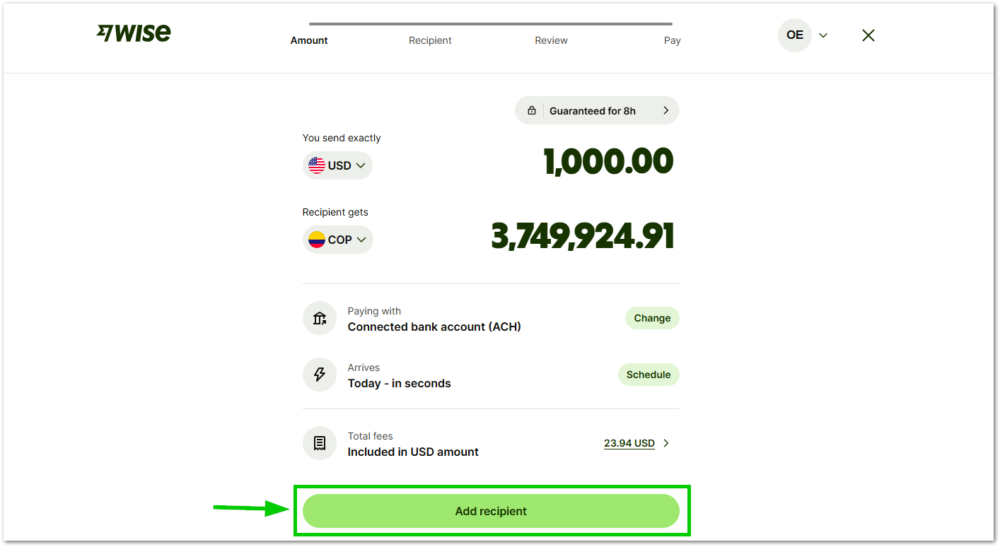 WISE
Amount Recipient Review Pay
OE
Guaranteed for 8h
You send exactly
USD 1,000.00
Recipient gets
COP 3,749,924.91
Paying with
Connected bank account (ACH)
Change
Arrives
Today - in seconds
Schedule
Total fees
Included in USD amount
23.94 USD
Add recipient